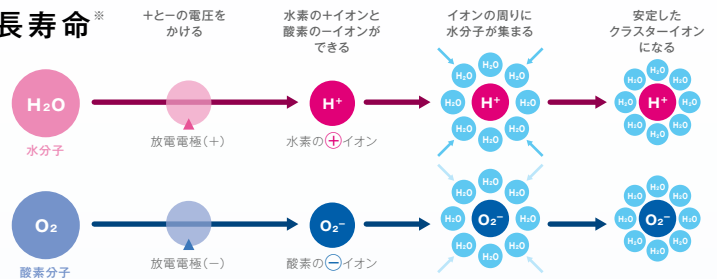 長寿命※
+と−の電圧を
かける
水素の+イオンと
酸素の−イオンが
できる
イオンの周りに
水分子が集まる
安定した
クラスターイオン
になる
H₂O
水分子
放電電極(+)
H⁺
水素の⊕イオン
H₂O
H₂O
H₂O
H₂O
H⁺
H₂O
H₂O
H₂O
H₂O
H₂O
H₂O
H₂O
H₂O
H⁺
H₂O
H₂O
H₂O
H₂O
O₂
酸素分子
放電電極(−)
O₂⁻
酸素の⊖イオン
H₂O
H₂O
H₂O
H₂O
O₂⁻
H₂O
H₂O
H₂O
H₂O
H₂O
H₂O
H₂O
H₂O
O₂⁻
H₂O
H₂O
H₂O
H₂O